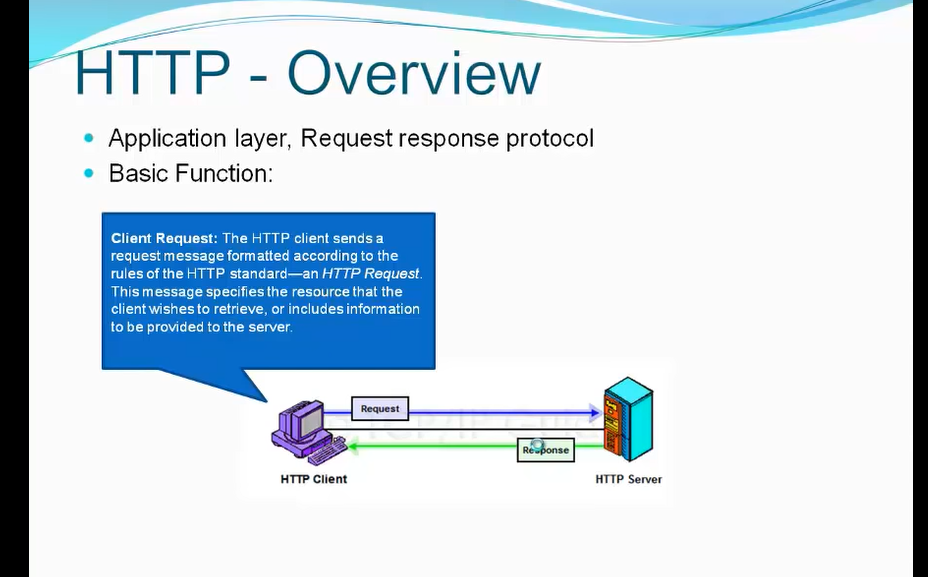 HTTP - Overview
Application layer, Request response protocol
Basic Function:
Client Request: The HTTP client sends a
request message formatted according to the
rules of the HTTP standard—an HTTP Request.
This message specifies the resource that the
client wishes to retrieve, or includes information
to be provided to the server.
Request
Response
HTTP Client
HTTP Server